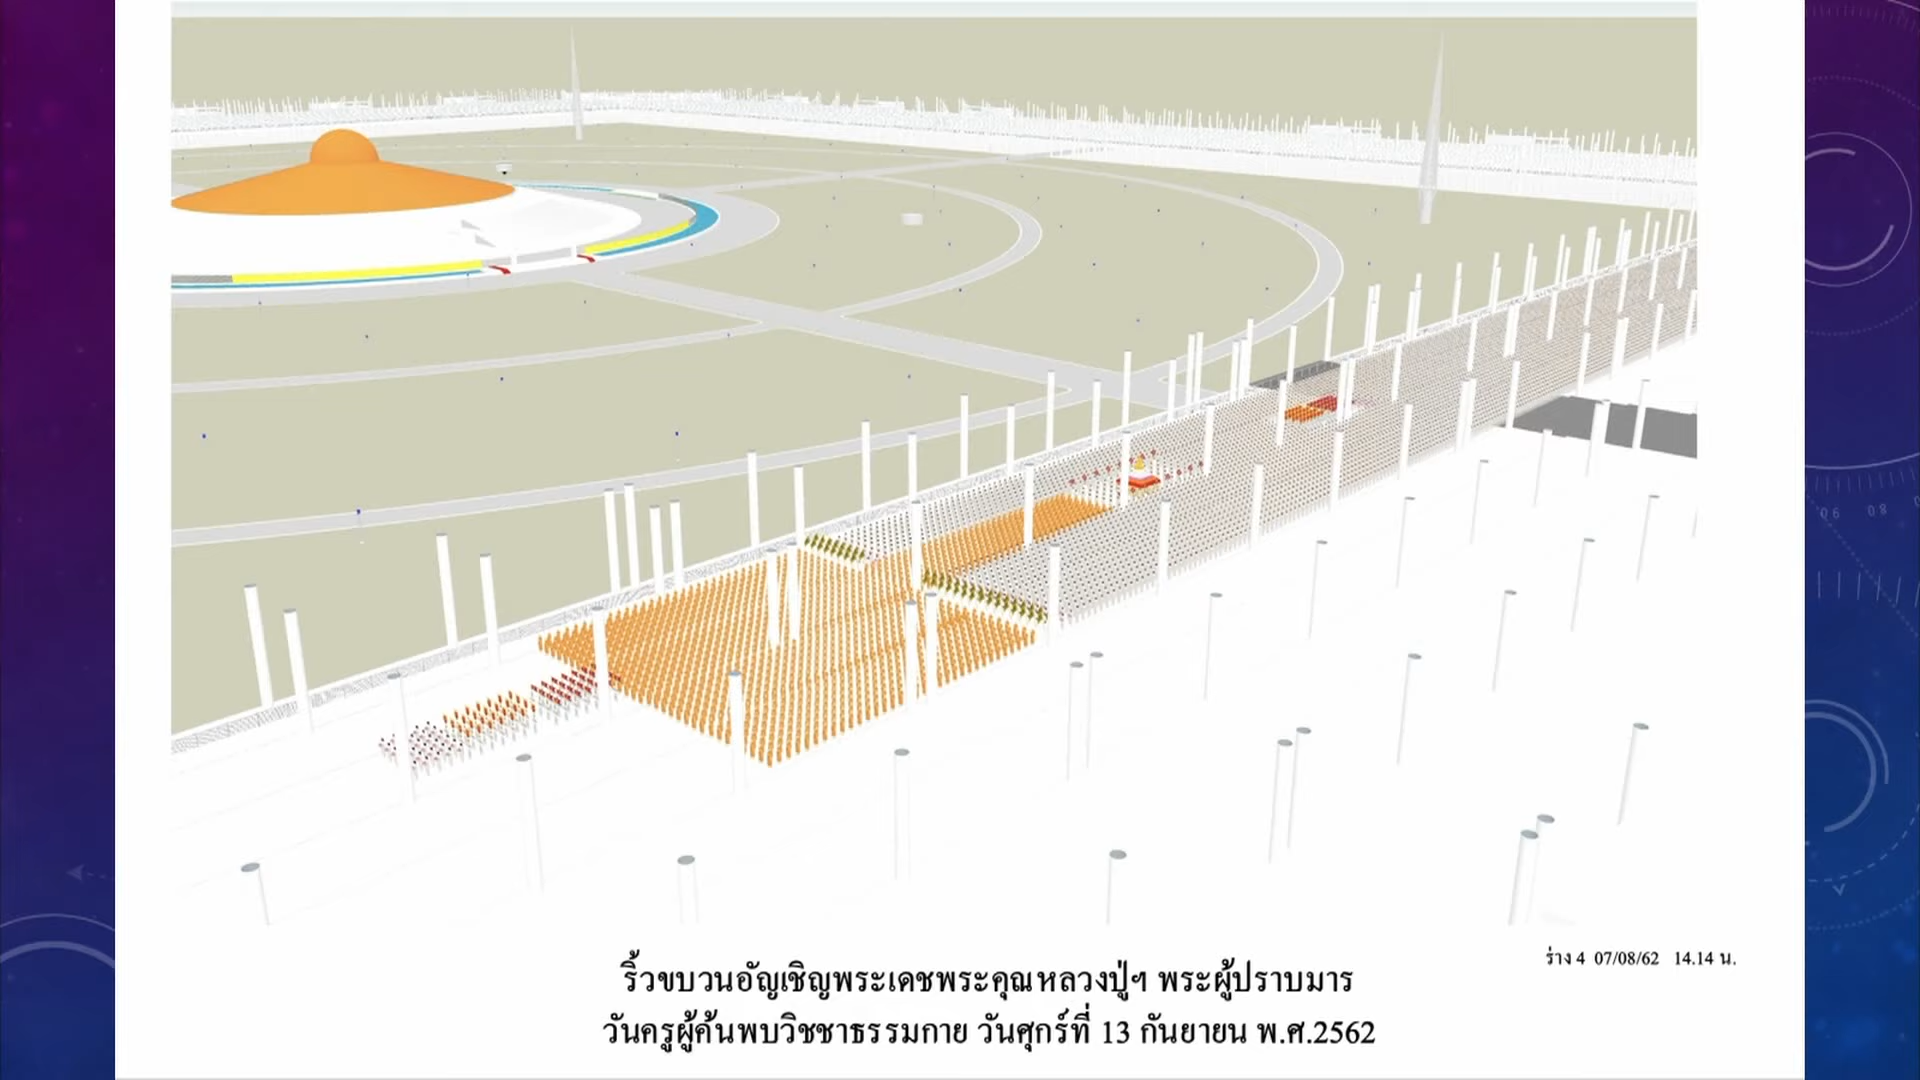 ร่าง 4 07/08/62 14.14 น.
ริ้วขบวนอัญเชิญพระเดชพระคุณหลวงปู่ฯ พระผู้ปราบมาร
วันครูผู้ค้นพบวิชชาธรรมกาย วันศุกร์ที่ 13 กันยายน พ.ศ.2562
90 80